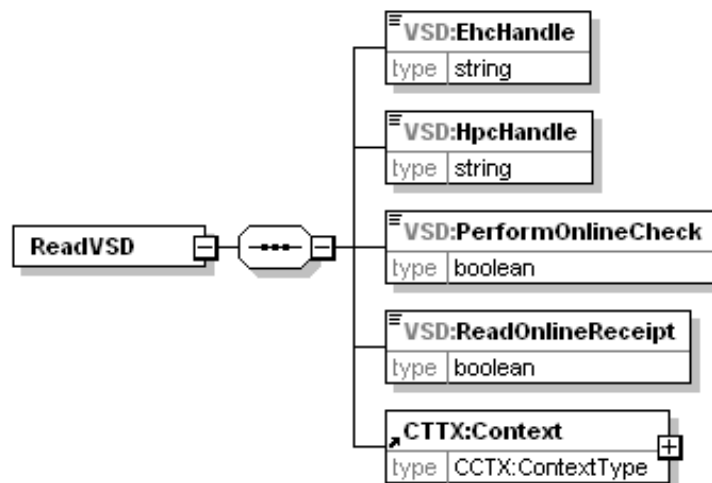 VSD:EhcHandle
type string
VSD:HpcHandle
type string
ReadVSD
VSD:PerformOnlineCheck
type boolean
VSD:ReadOnlineReceipt
type boolean
CTTX:Context
type CCTX:ContextType